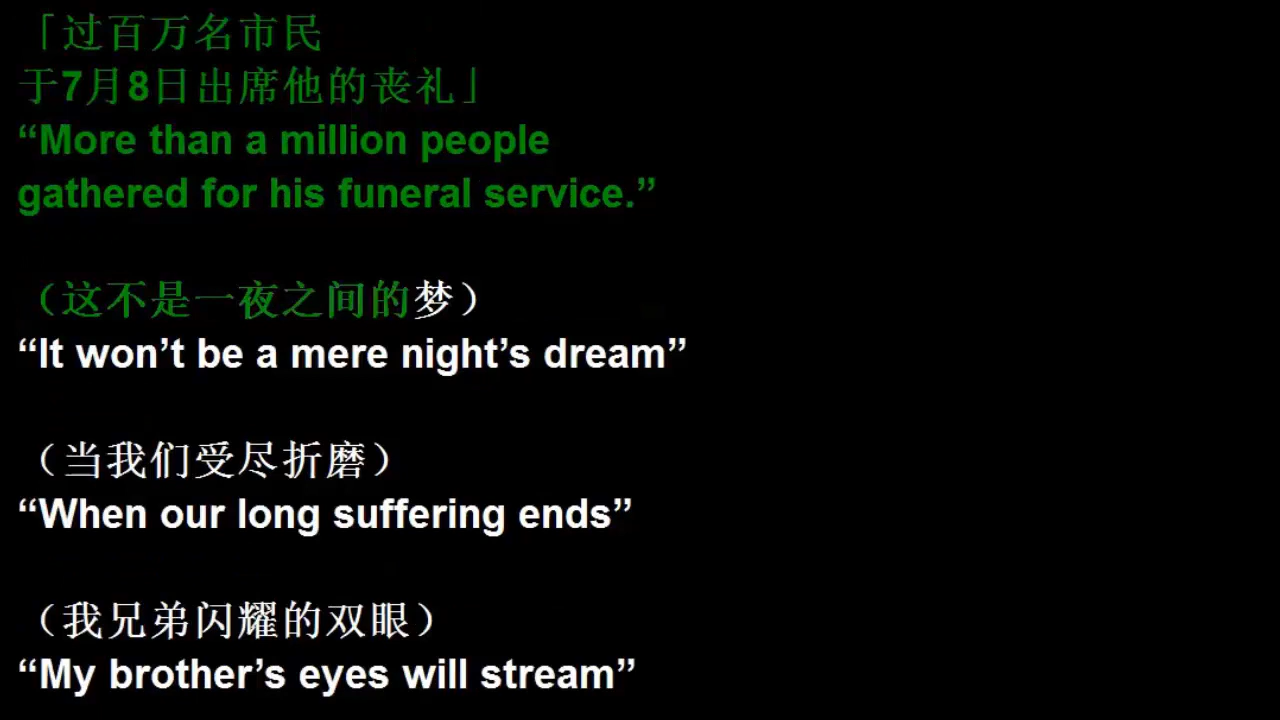 「过百万名市民
于7月8日出席他的丧礼」
“More than a million people
gathered for his funeral service.”
（这不是一夜之间的梦）
“It won’t be a mere night’s dream”
（当我们受尽折磨）
“When our long suffering ends”
（我兄弟闪耀的双眼）
“My brother’s eyes will stream”